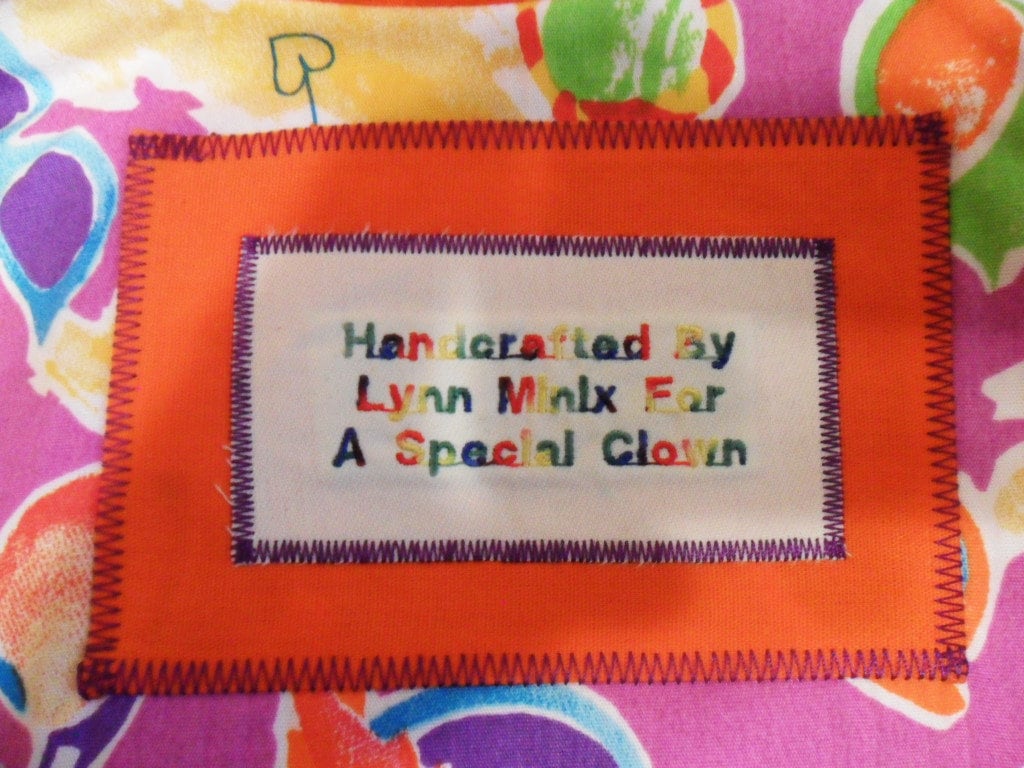 Handcrafted By
Lynn Minix For
A Special Clown